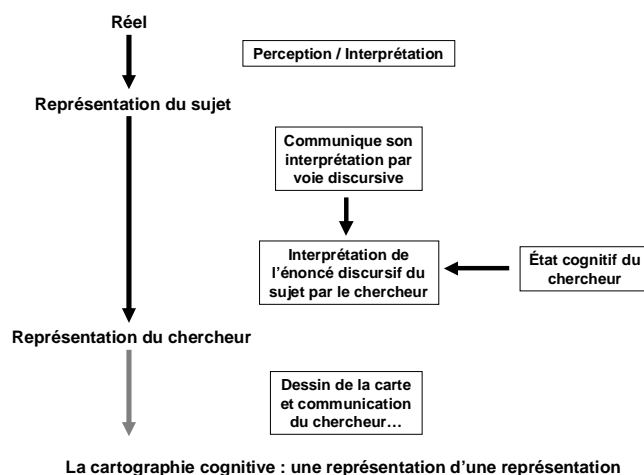 Réel
Perception / Interprétation
Représentation du sujet
Communique son
interprétation par
voie discursive
Interprétation de
l’énoncé discursif du
sujet par le chercheur
État cognitif du
chercheur
Représentation du chercheur
Dessin de la carte
et communication
du chercheur…
La cartographie cognitive : une représentation d’une représentation